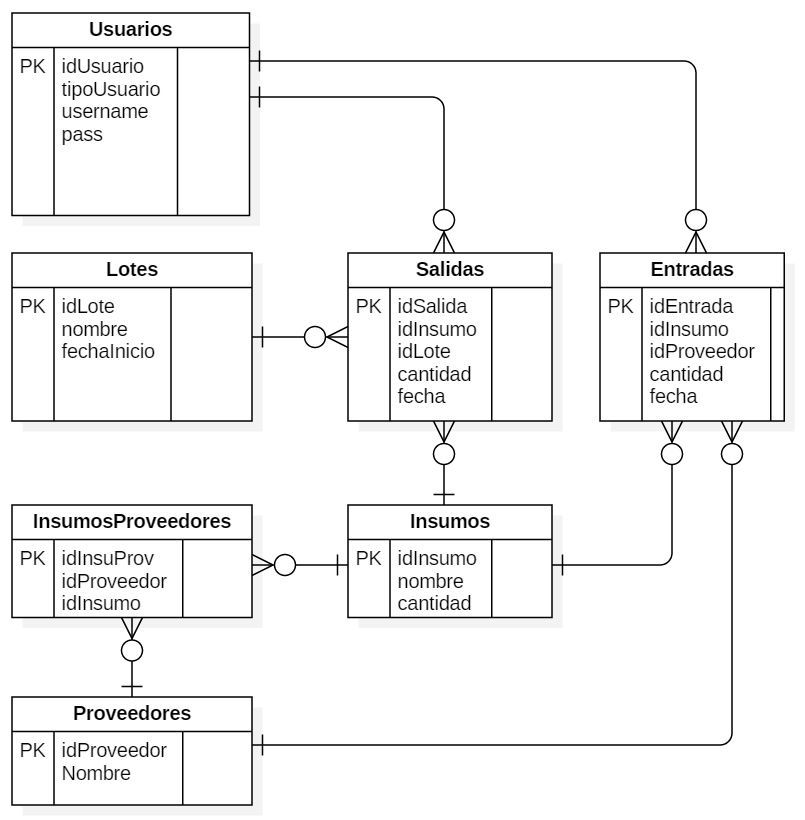 Usuarios
PK idUsuario
tipoUsuario
username
pass
Lotes
PK idLote
nombre
fechaInicio
Salidas
PK idSalida
idInsumo
idLote
cantidad
fecha
Entradas
PK idEntrada
idInsumo
idProveedor
cantidad
fecha
InsumosProveedores
PK idInsuProv
idProveedor
idInsumo
Insumos
PK idInsumo
nombre
cantidad
Proveedores
PK idProveedor
Nombre